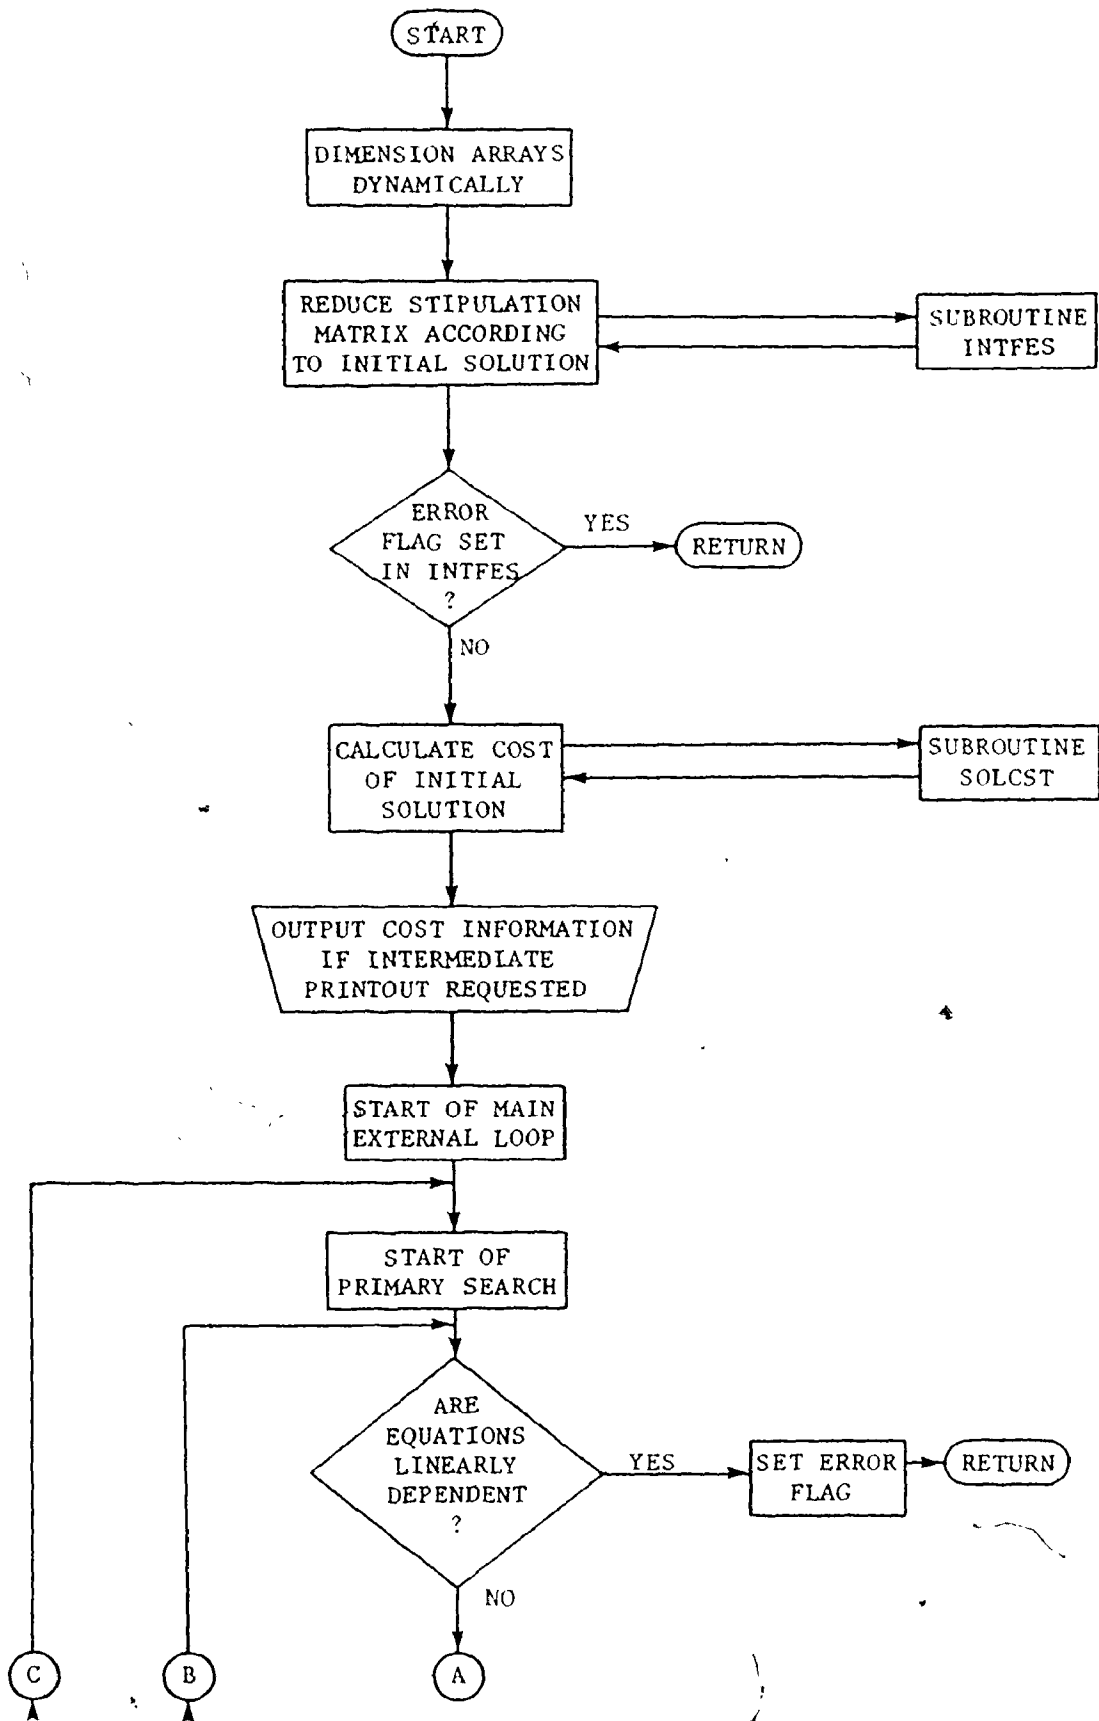 START
DIMENSION ARRAYS
DYNAMICALLY
REDUCE STIPULATION
MATRIX ACCORDING
TO INITIAL SOLUTION
SUBROUTINE
INTFES
ERROR
FLAG SET
IN INTFES
?
YES
RETURN
NO
CALCULATE COST
OF INITIAL
SOLUTION
SUBROUTINE
SOLCST
OUTPUT COST INFORMATION
IF INTERMEDIATE
PRINTOUT REQUESTED
START OF MAIN
EXTERNAL LOOP
START OF
PRIMARY SEARCH
ARE
EQUATIONS
LINEARLY
DEPENDENT
?
YES
SET ERROR
FLAG
RETURN
NO
C
B
A